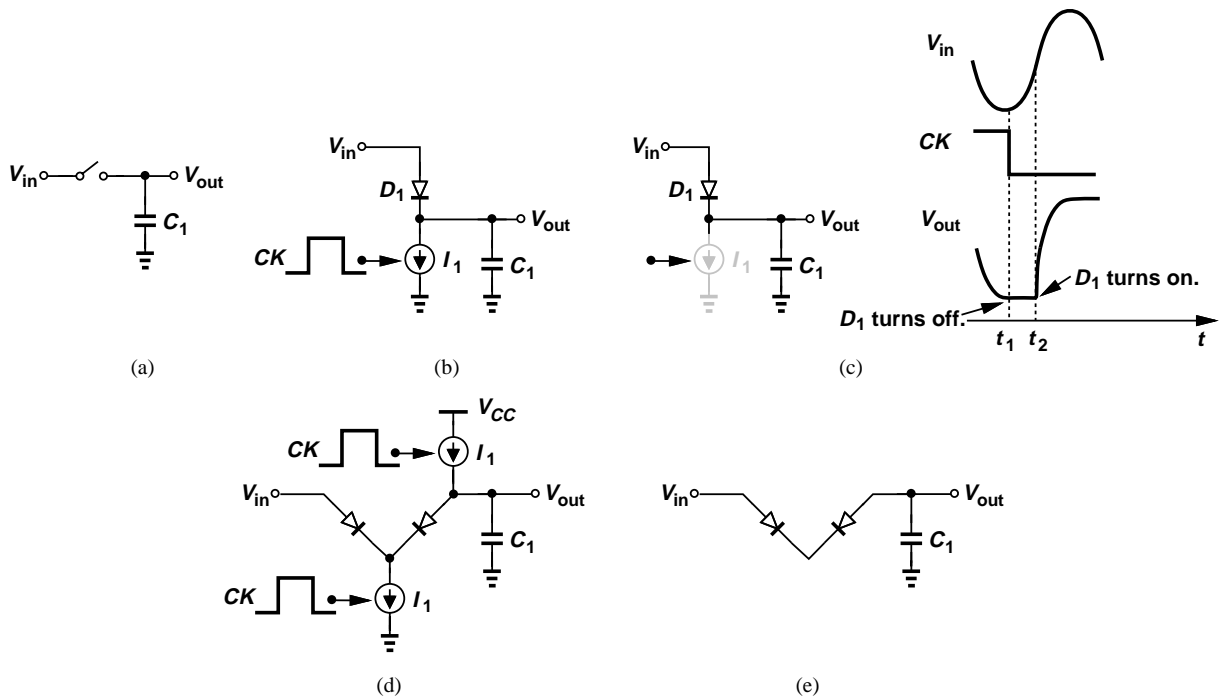 V_in
V_out
C_1
(a)
V_in
D_1
V_out
CK
I_1
C_1
(b)
V_in
D_1
V_out
I_1
C_1
V_in
CK
V_out
D_1 turns on.
D_1 turns off.
t_1
t_2
t
(c)
V_CC
CK
I_1
V_in
V_out
C_1
CK
I_1
(d)
V_in
V_out
C_1
(e)